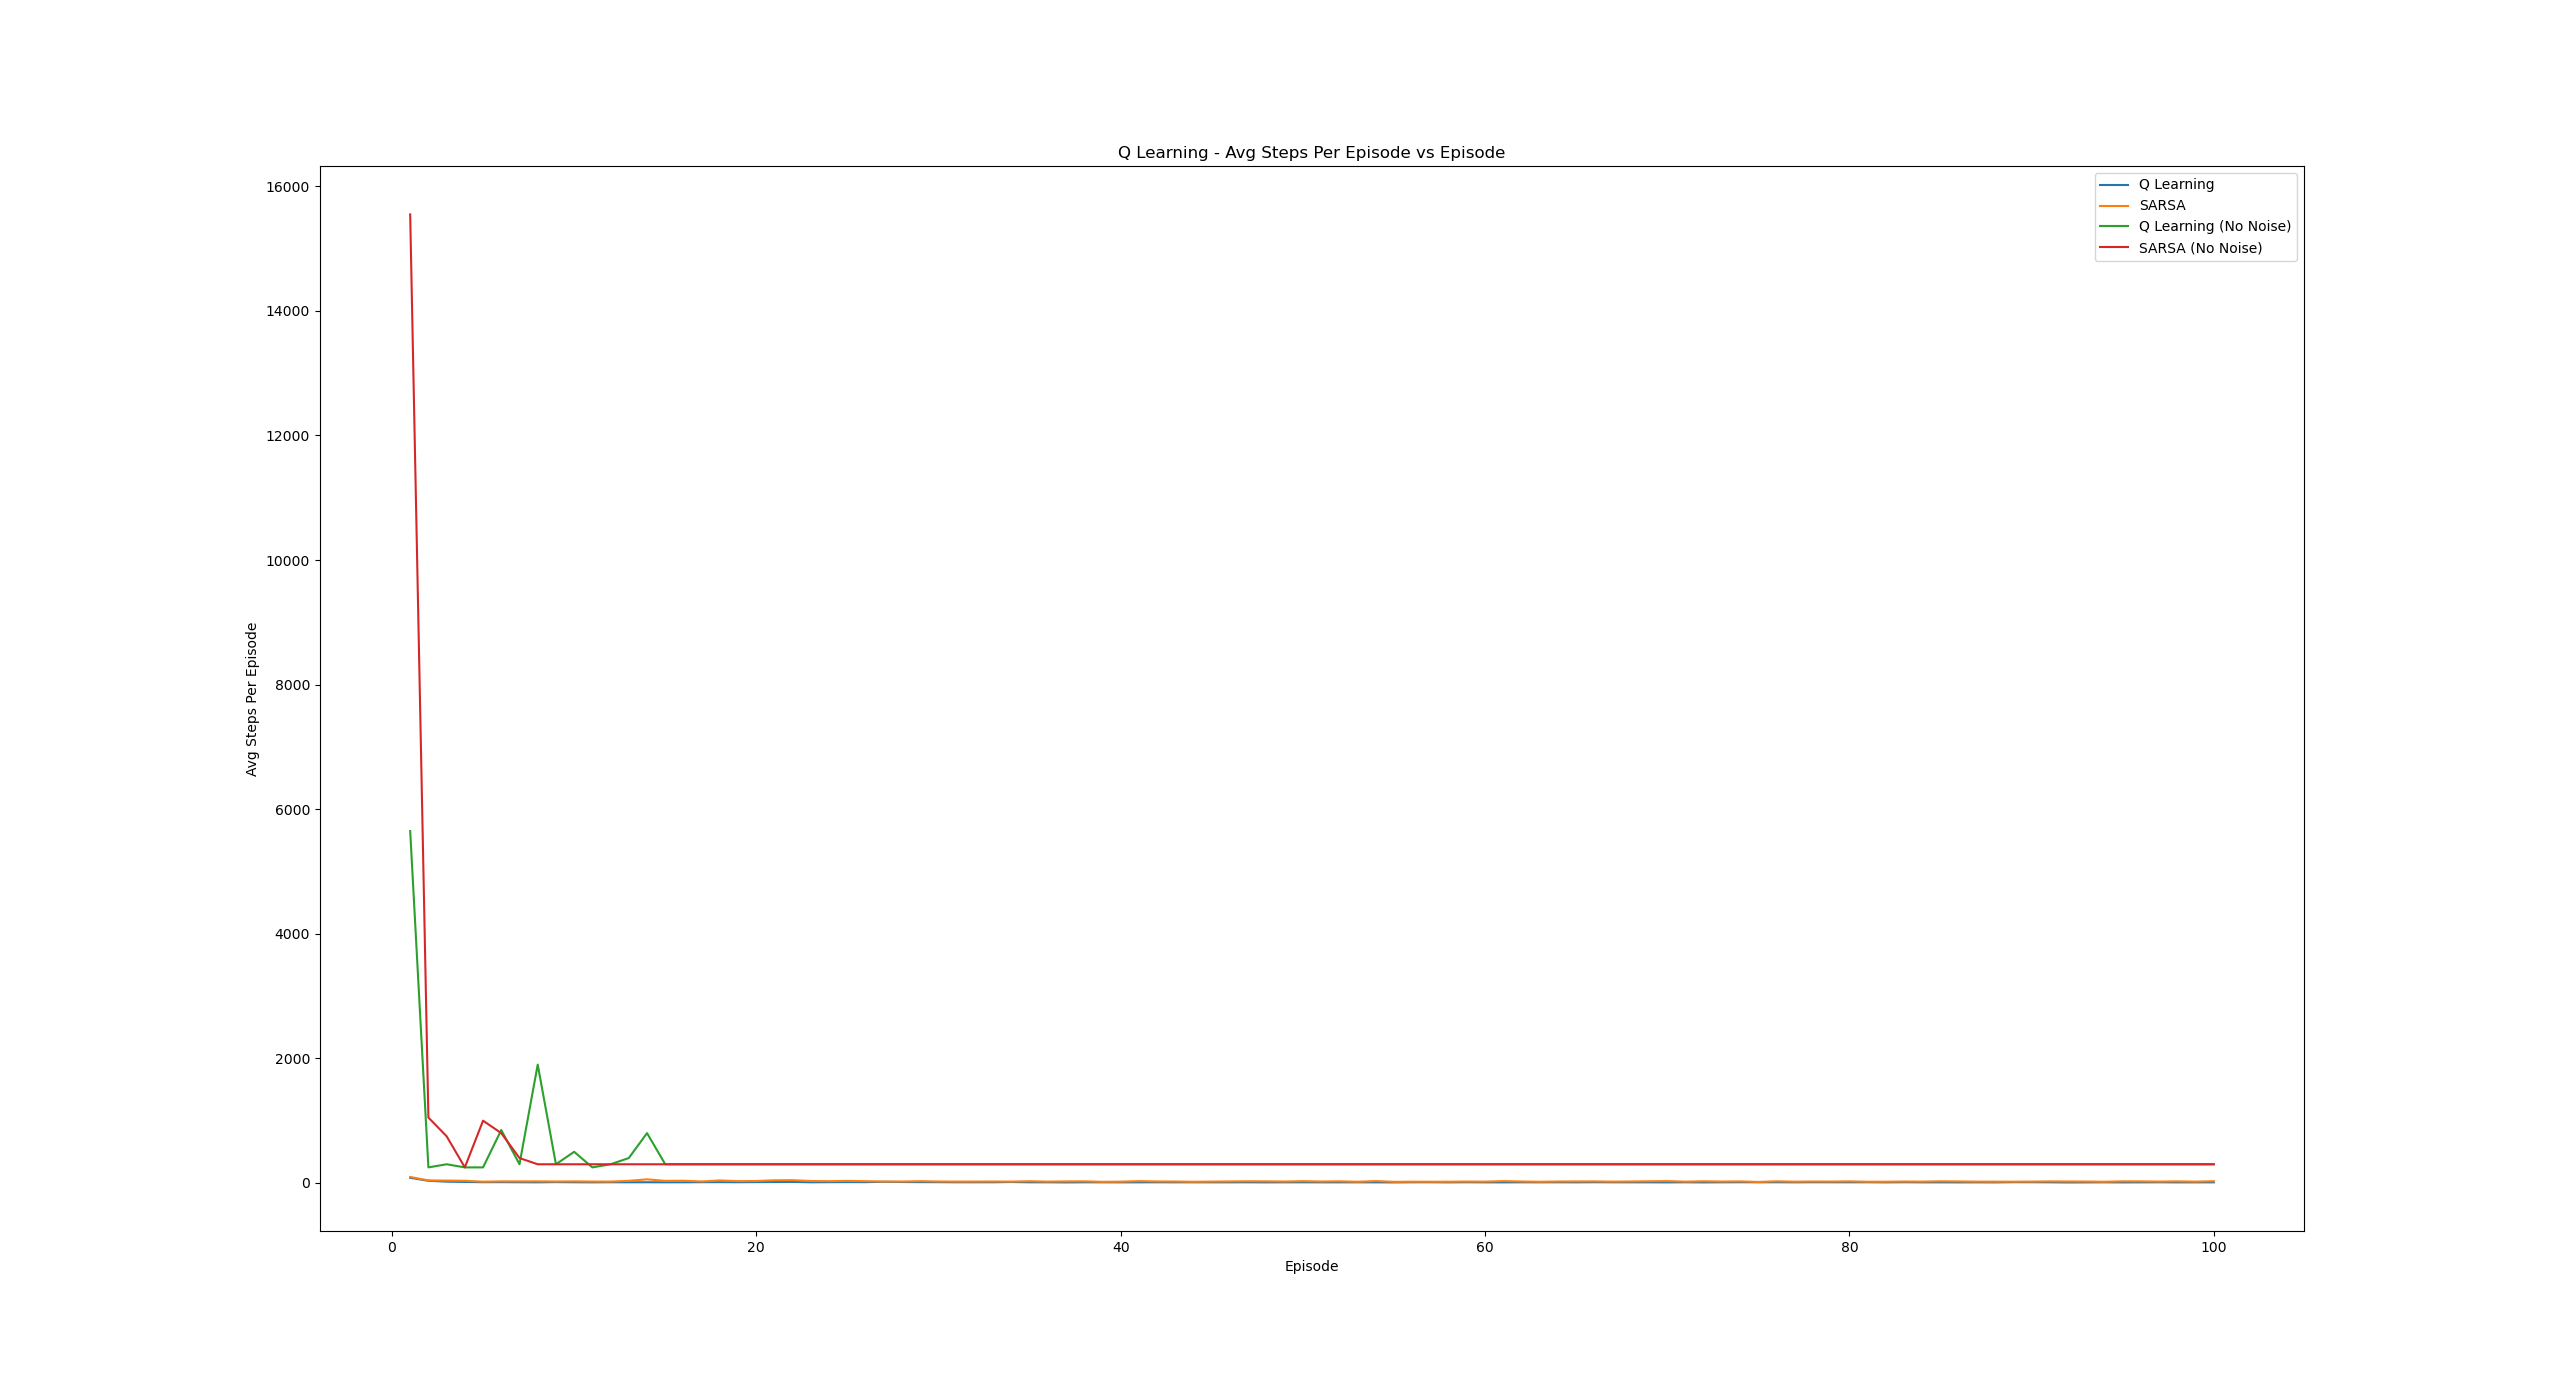 Q Learning - Avg Steps Per Episode vs Episode
16000
14000
12000
10000
8000
6000
4000
2000
0
Avg Steps Per Episode
Q Learning
SARSA
Q Learning (No Noise)
SARSA (No Noise)
0 20 40 60 80 100
Episode